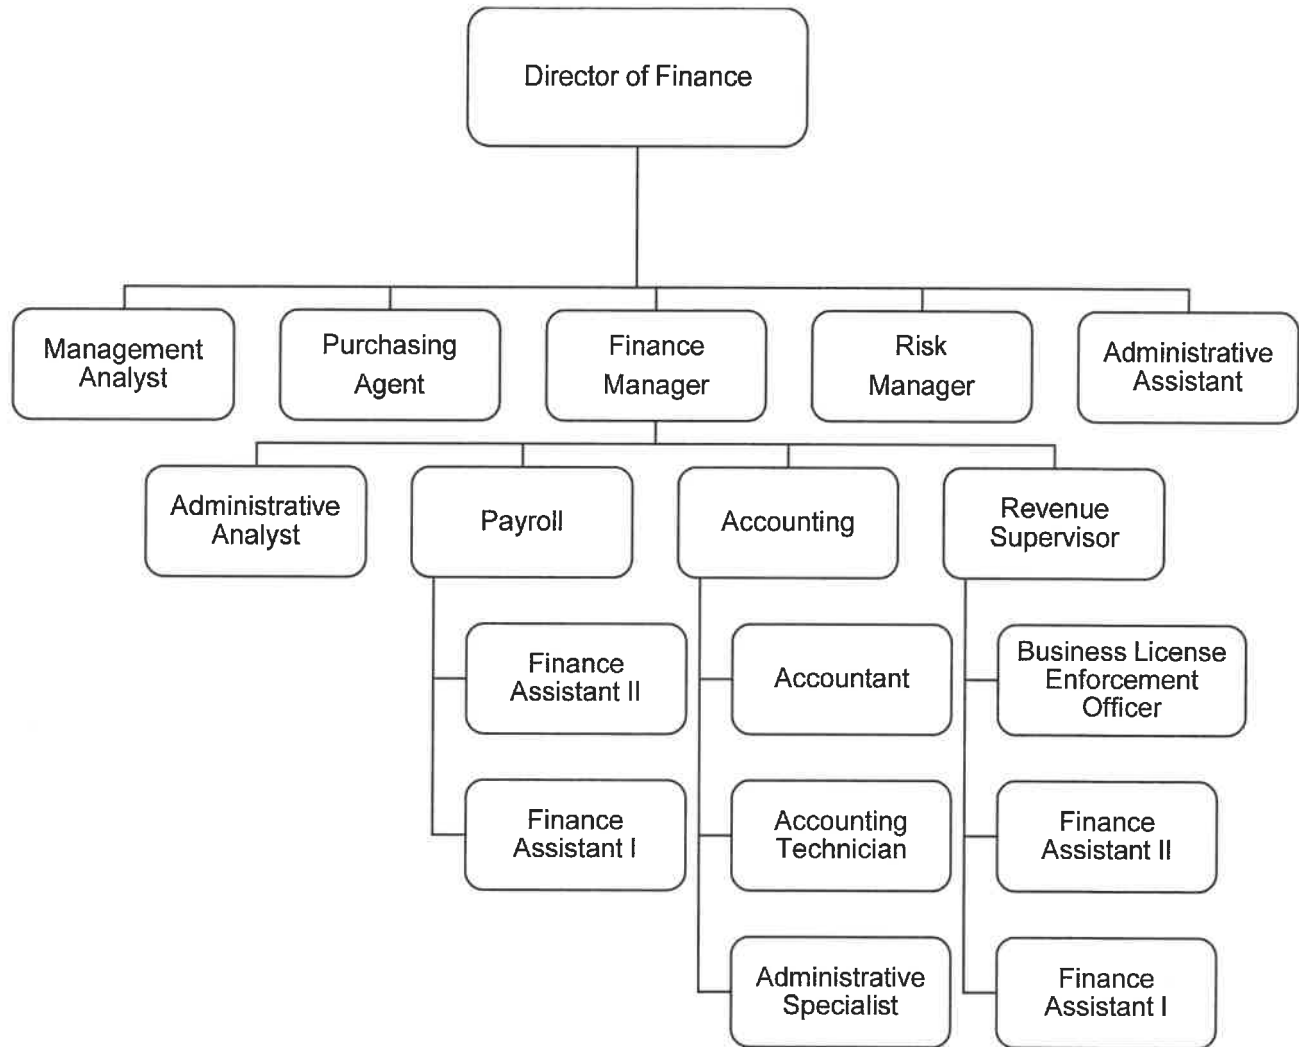 Director of Finance
Management
Analyst
Purchasing
Agent
Finance
Manager
Risk
Manager
Administrative
Assistant
Administrative
Analyst
Payroll
Accounting
Revenue
Supervisor
Finance
Assistant II
Accountant
Business License
Enforcement
Officer
Finance
Assistant I
Accounting
Technician
Finance
Assistant II
Administrative
Specialist
Finance
Assistant I